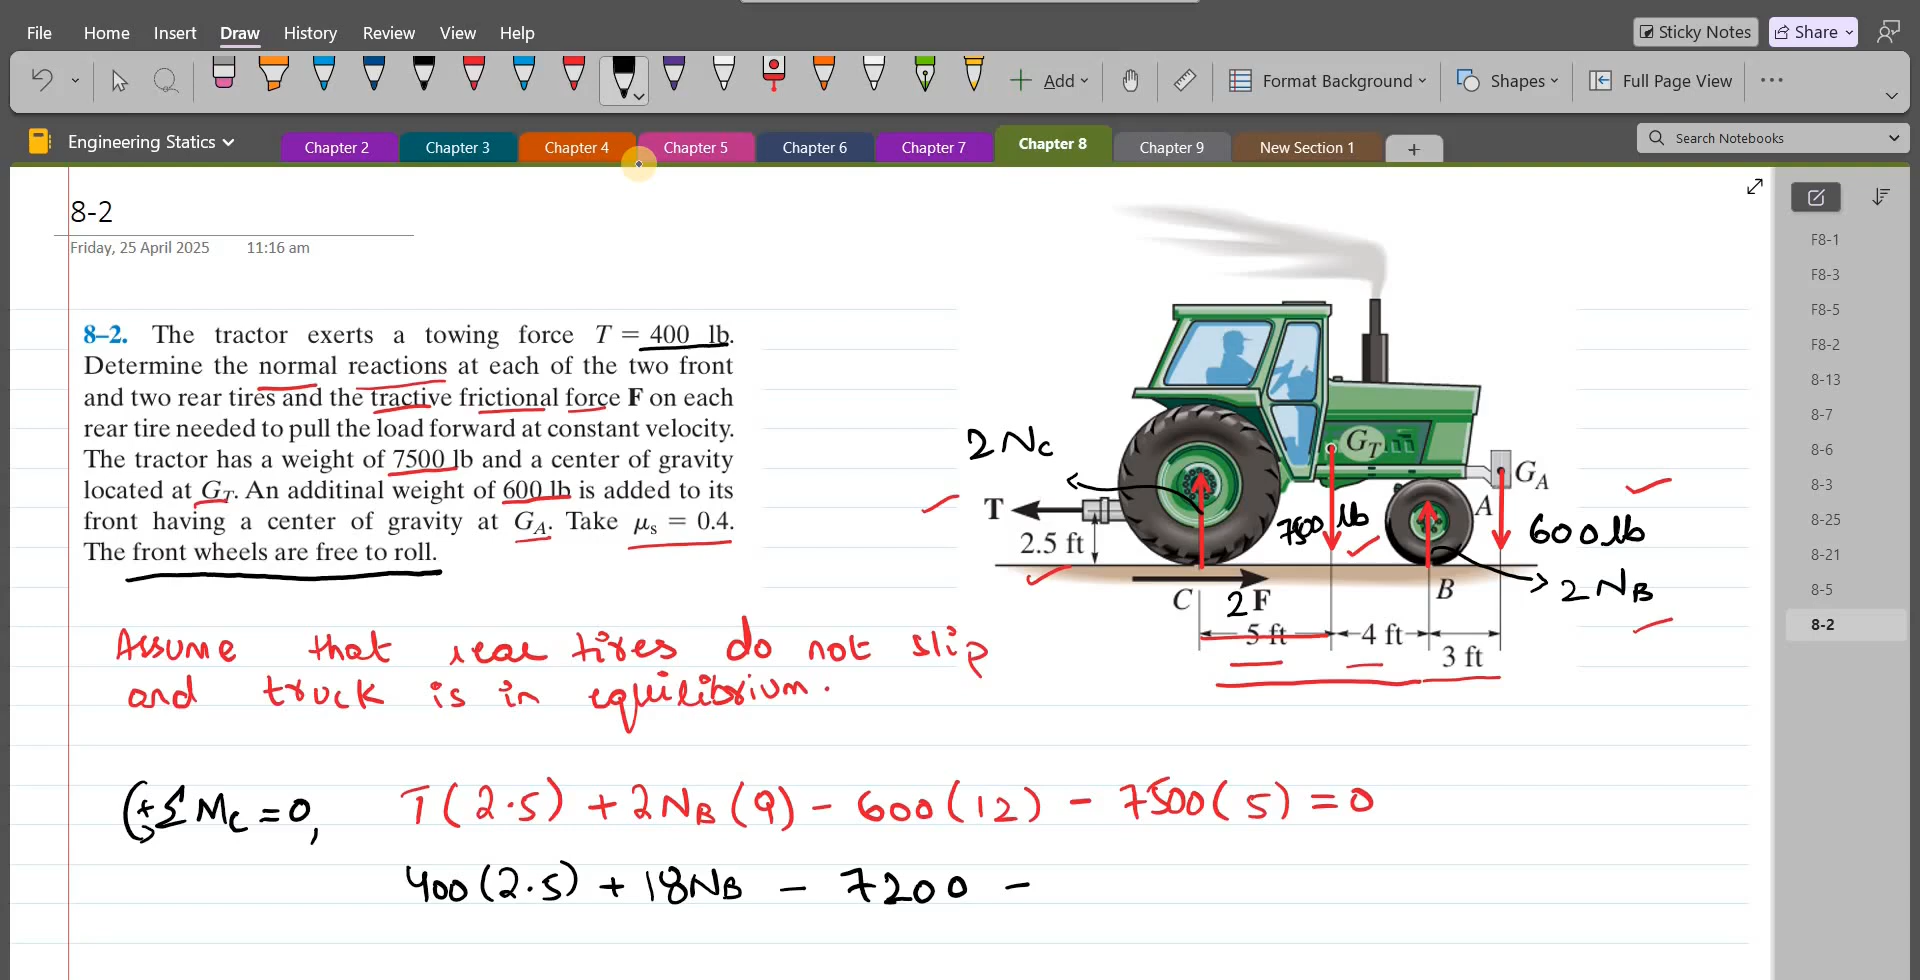 File Home Insert Draw History Review View Help
Sticky Notes Share
Add Format Background Shapes Full Page View
Engineering Statics Chapter 2 Chapter 3 Chapter 4 Chapter 5 Chapter 6 Chapter 7 Chapter 8 Chapter 9 New Section 1 + Search Notebooks
8-2
Friday, 25 April 2025 11:16 am
8–2. The tractor exerts a towing force T = 400 lb.
Determine the normal reactions at each of the two front
and two rear tires and the tractive frictional force F on each
rear tire needed to pull the load forward at constant velocity.
The tractor has a weight of 7500 lb and a center of gravity
located at G_T. An additinal weight of 600 lb is added to its
front having a center of gravity at G_A. Take μ_s = 0.4.
The front wheels are free to roll.
2 N_C
G_T
G_A
T
A
7500 lb
600 lb
2.5 ft
C
2 F
B
2 N_B
5 ft
4 ft
3 ft
Assume that rear tires do not slip
and truck is in equilibrium.
(+ΣM_C = 0, T(2.5) + 2N_B(9) - 600(12) - 7500(5) = 0
400(2.5) + 18N_B - 7200 -
F8-1
F8-3
F8-5
F8-2
8-13
8-7
8-6
8-3
8-25
8-21
8-5
8-2